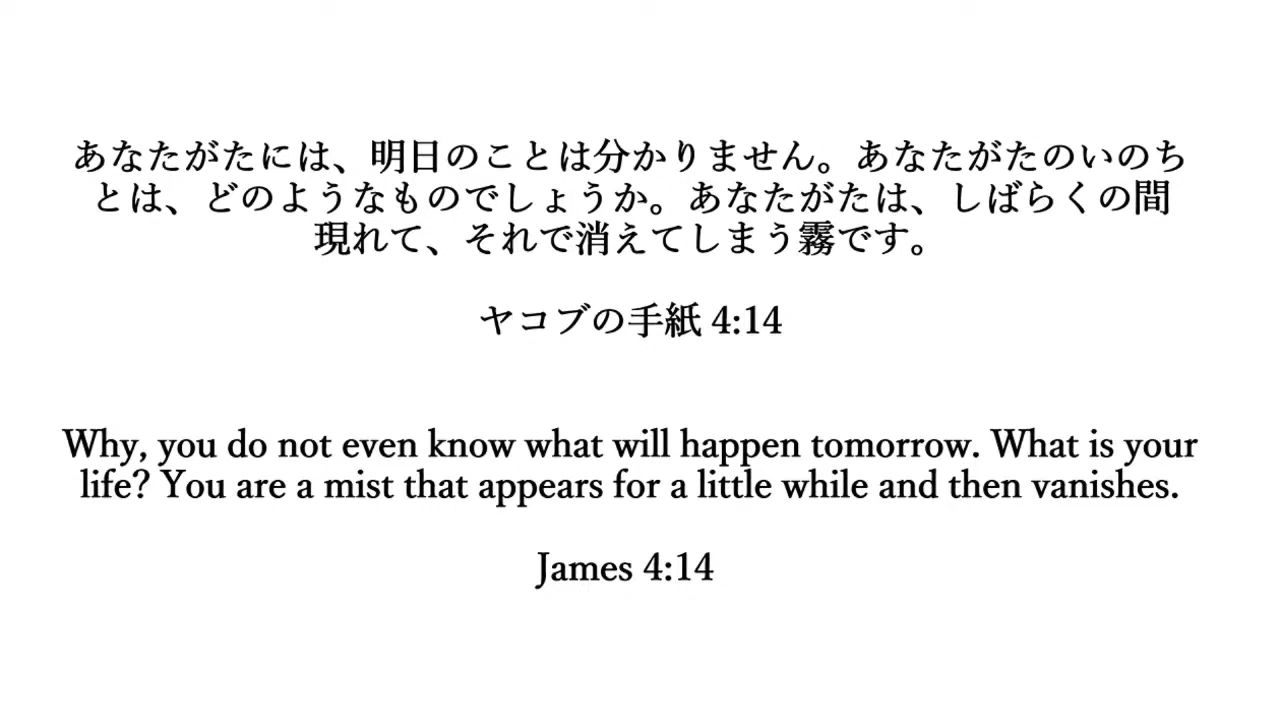 あなたがたには、明日のことは分かりません。あなたがたのいのち
とは、どのようなものでしょうか。あなたがたは、しばらくの間
現れて、それで消えてしまう霧です。
ヤコブの手紙 4:14
Why, you do not even know what will happen tomorrow. What is your
life? You are a mist that appears for a little while and then vanishes.
James 4:14